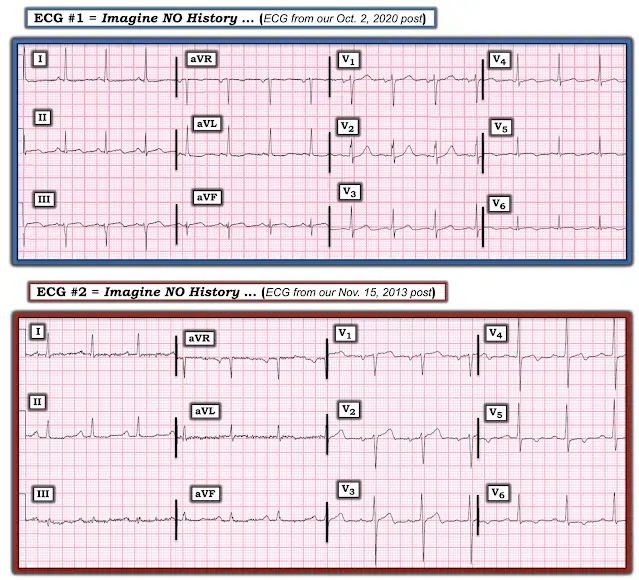 ECG #1 = Imagine NO History ... (ECG from our Oct. 2, 2020 post)
I aVR V1 V4
II aVL V2 V5
III aVF V3 V6
ECG #2 = Imagine NO History ... (ECG from our Nov. 15, 2013 post)
I aVR V1 V4
II aVL V2 V5
III aVF V3 V6